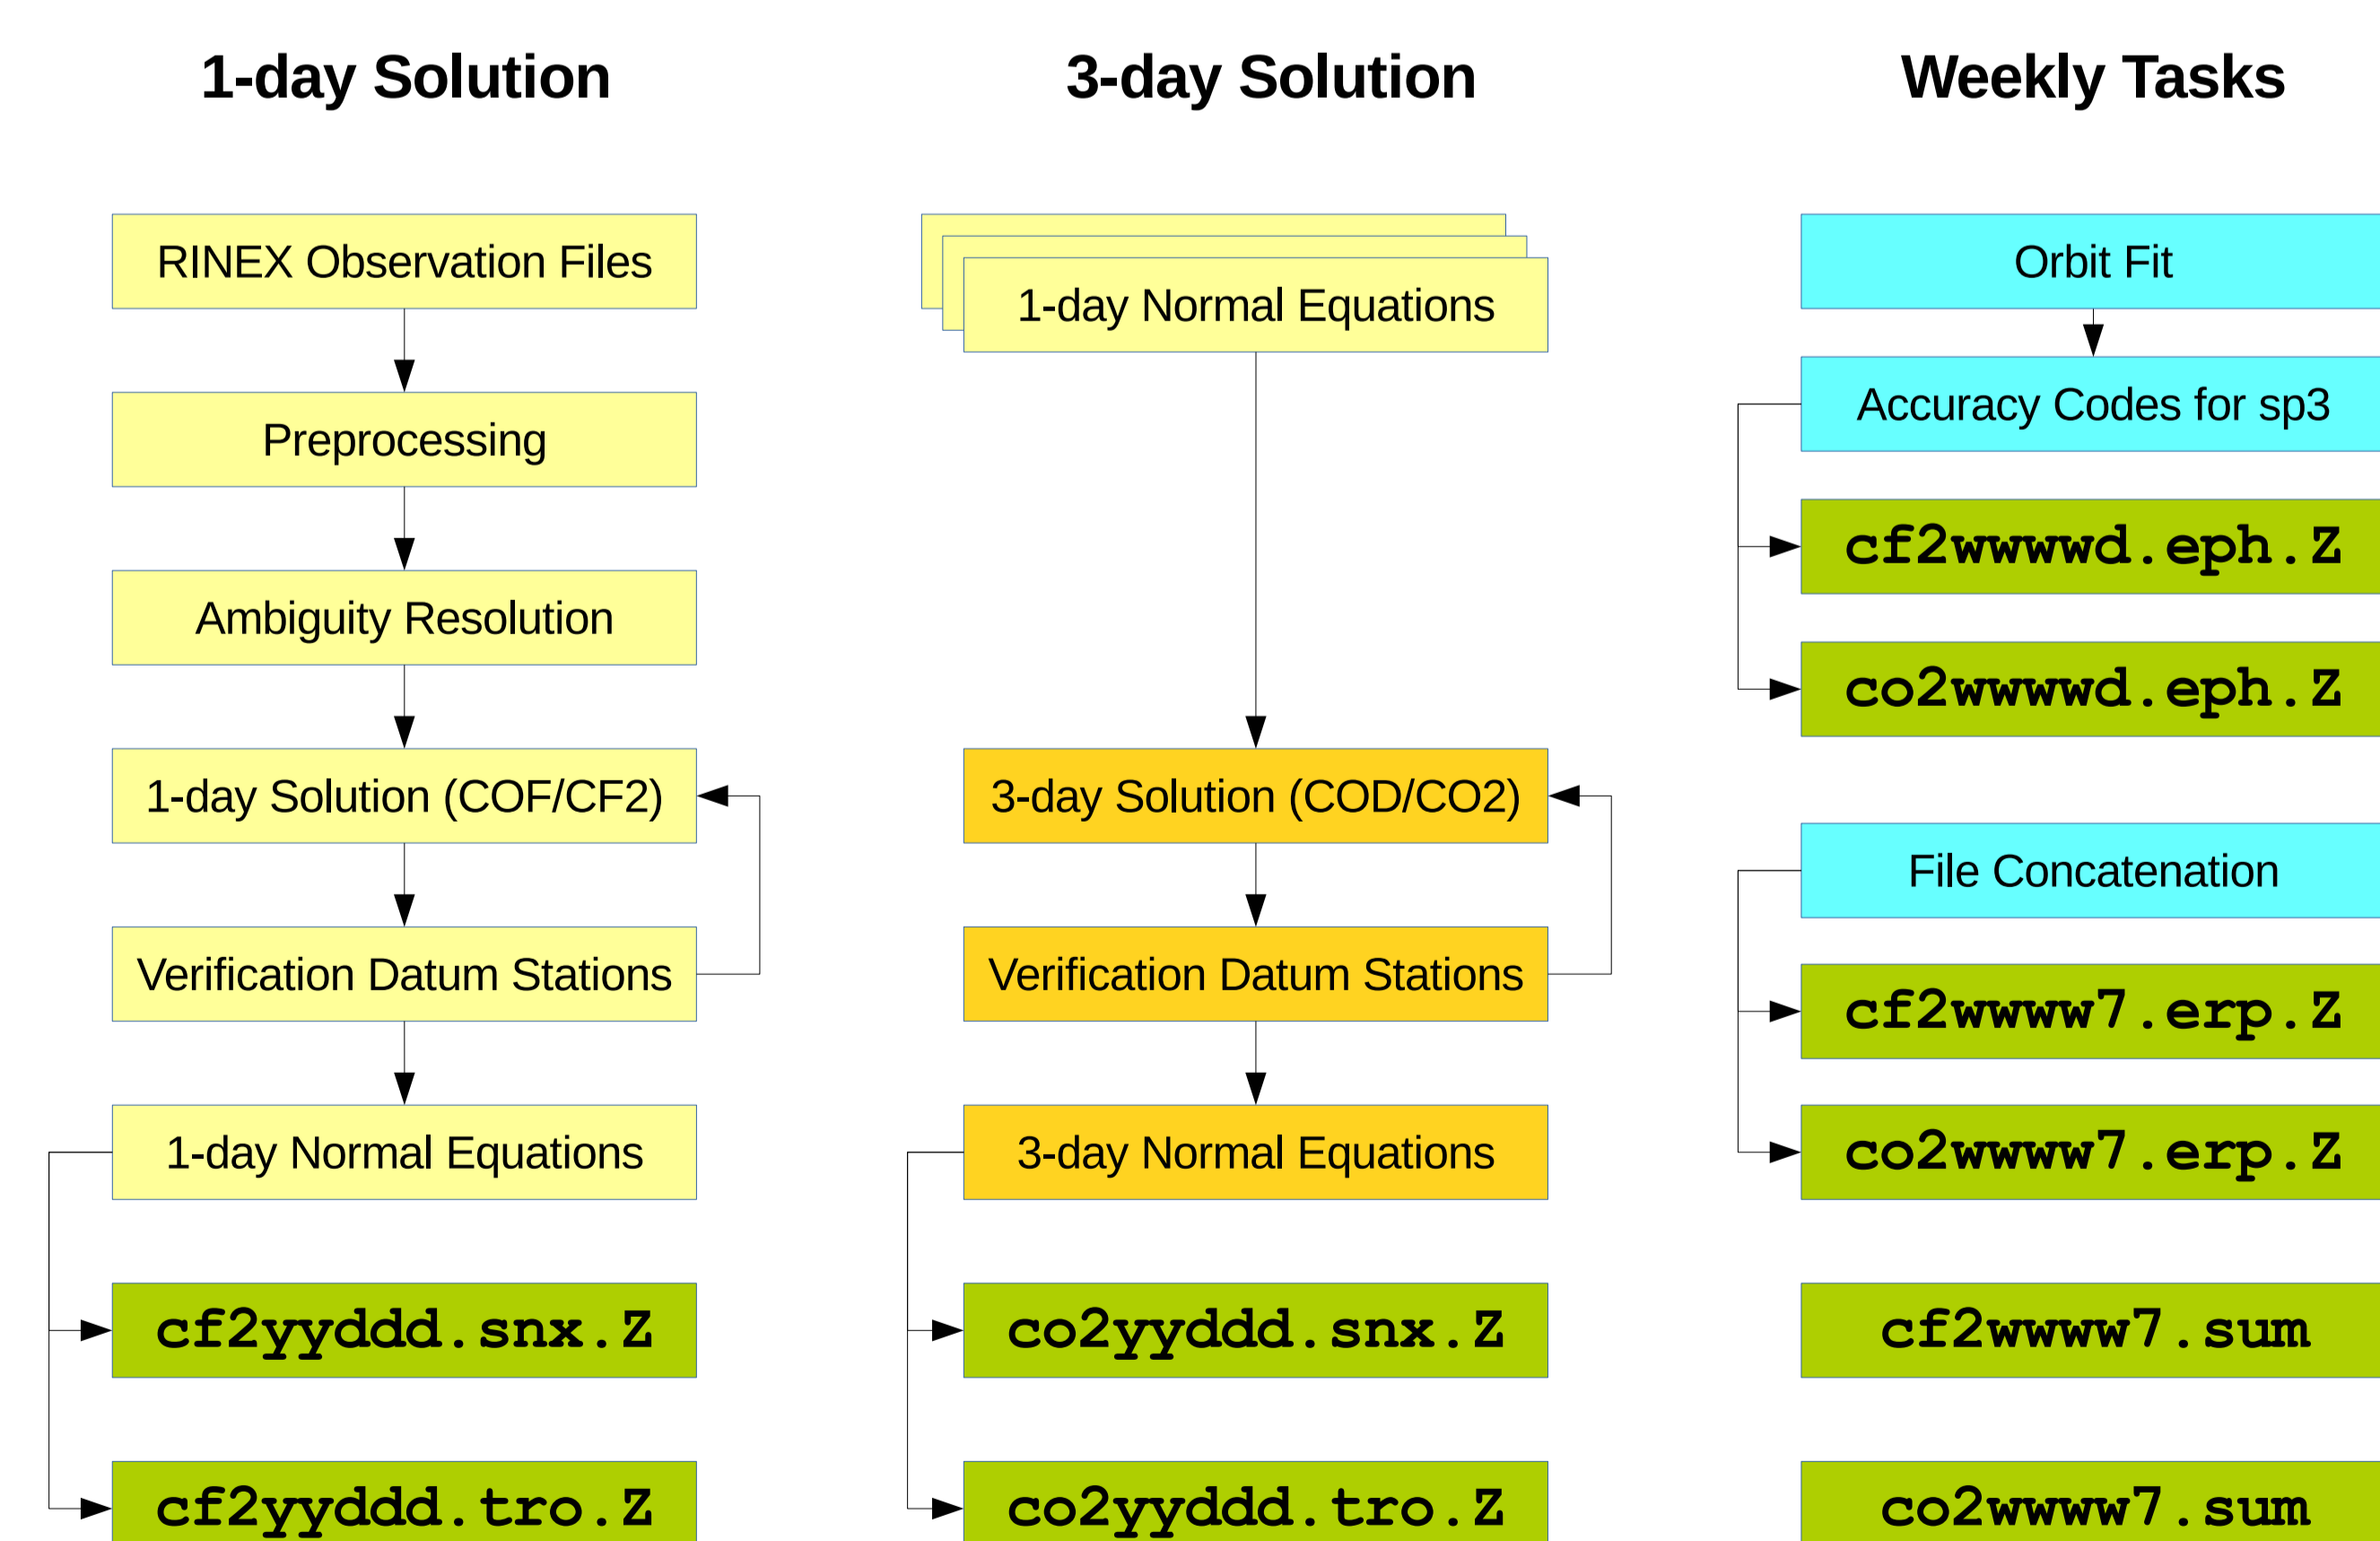 1-day Solution
RINEX Observation Files
Preprocessing
Ambiguity Resolution
1-day Solution (COF/CF2)
Verification Datum Stations
1-day Normal Equations
cf2yyddd.snx.Z
cf2yyddd.tro.Z
3-day Solution
1-day Normal Equations
3-day Solution (COD/CO2)
Verification Datum Stations
3-day Normal Equations
co2yyddd.snx.Z
co2yyddd.tro.Z
Weekly Tasks
Orbit Fit
Accuracy Codes for sp3
cf2wwwwd.eph.Z
co2wwwwd.eph.Z
File Concatenation
cf2wwww7.erp.Z
co2wwww7.erp.Z
cf2wwww7.sum
co2wwww7.sum